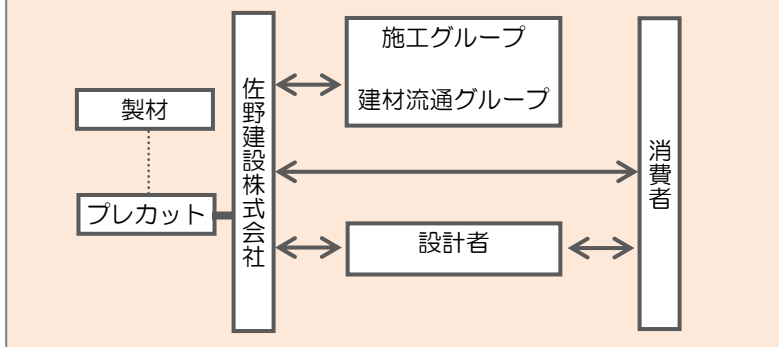 施工グループ
建材流通グループ
製材
プレカット
佐野建設株式会社
設計者
消費者